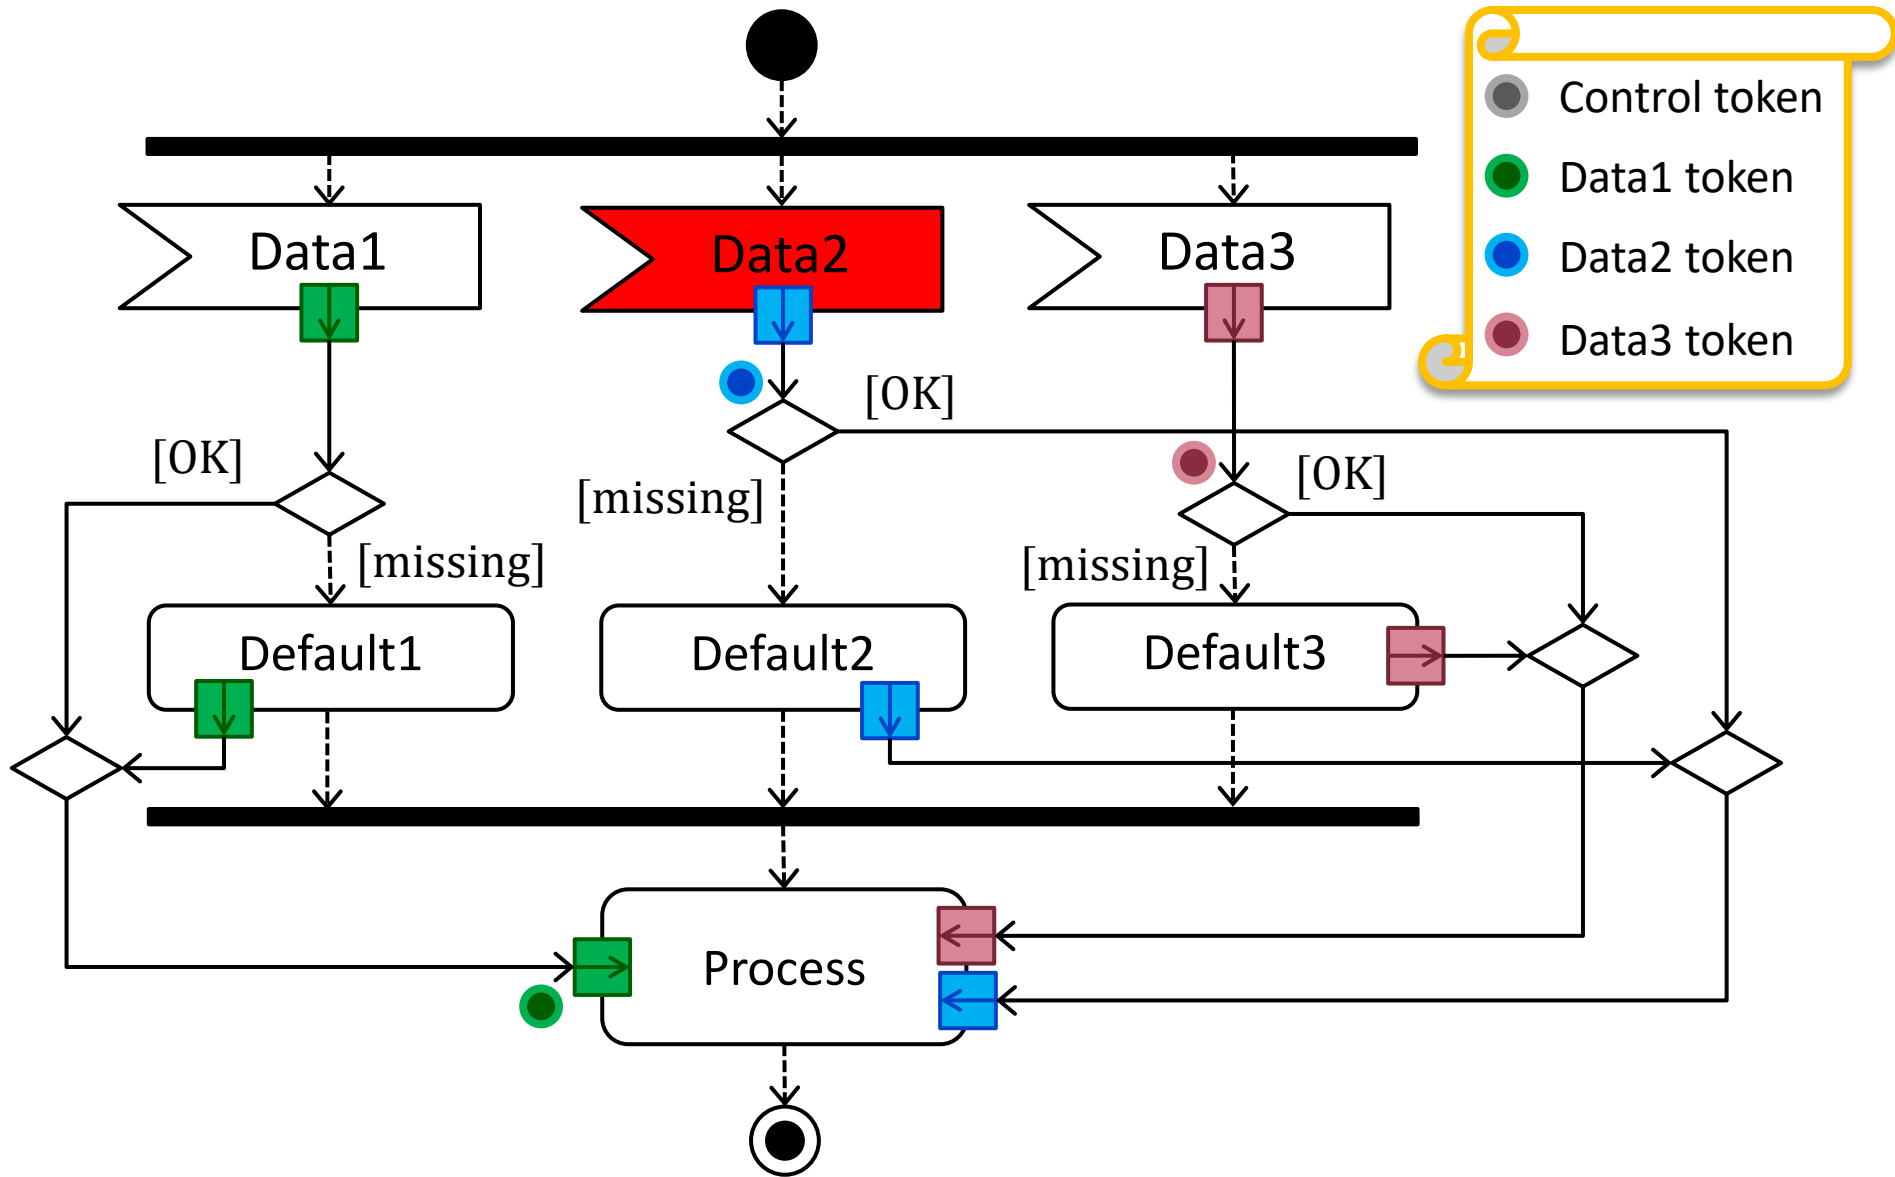 Control token
Data1 token
Data2 token
Data3 token
Data1
Data2
Data3
[OK]
[OK]
[OK]
[missing]
[missing]
[missing]
Default1
Default2
Default3
Process